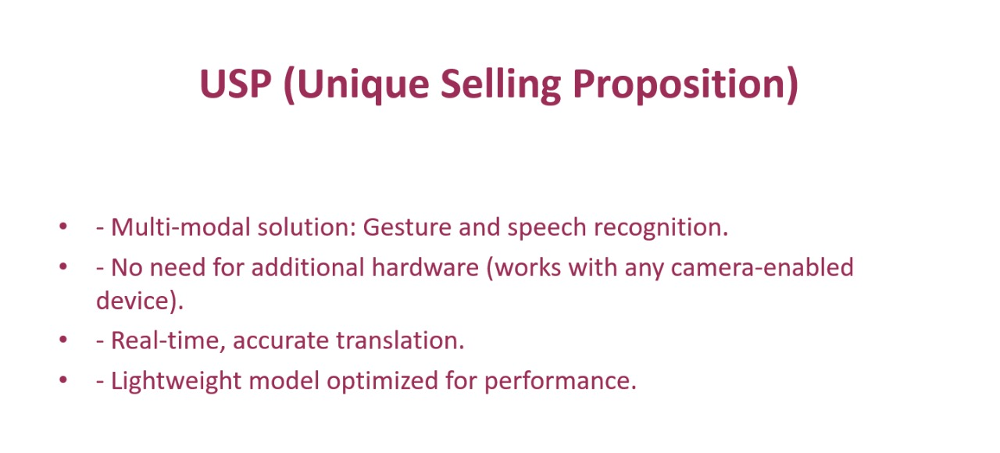 USP (Unique Selling Proposition)
• - Multi-modal solution: Gesture and speech recognition.
• - No need for additional hardware (works with any camera-enabled
device).
• - Real-time, accurate translation.
• - Lightweight model optimized for performance.